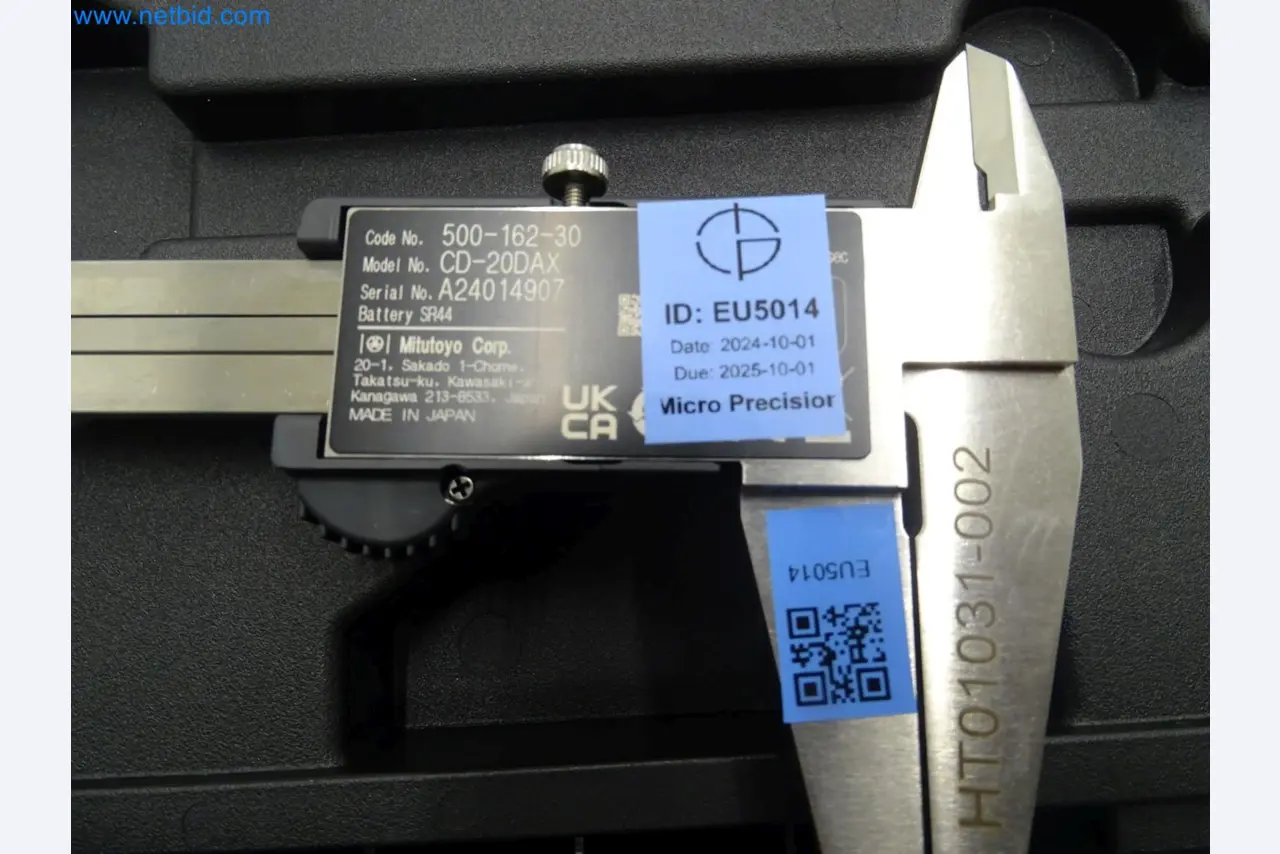 www.netbid.com
Code No. 500-162-30
Model No. CD-20DAX
Serial No. A24014907
Battery SR44
Mitutoyo Corp.
20-1, Sakado 1-Chome,
Takatsu-ku, Kawasaki-
Kanagawa 213-8533, Japan
MADE IN JAPAN
UK
CA
sec
ID: EU5014
Date: 2024-10-01
Due: 2025-10-01
Micro Precision
EU5014
HT01031-002